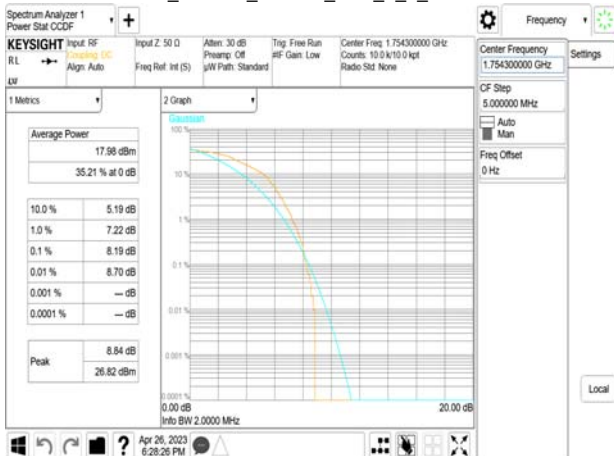 Spectrum Analyzer 1
Power Stat CCDF
Frequency
KEYSIGHT
RL
Input: RF
Coupling: DC
Align: Auto
Input Z: 50 Ω
Freq Ref: Int (S)
Atten: 30 dB
Preamp: Off
µW Path: Standard
Trig: Free Run
#IF Gain: Low
Center Freq: 1.754300000 GHz
Counts: 10.0 k/10.0 kpt
Radio Std: None
1 Metrics
Average Power
17.98 dBm
35.21 % at 0 dB
10.0 % 5.19 dB
1.0 % 7.22 dB
0.1 % 8.19 dB
0.01 % 8.70 dB
0.001 % --- dB
0.0001 % --- dB
Peak
8.84 dB
26.82 dBm
2 Graph
Gaussian
100 %
10 %
1 %
0.1 %
0.01 %
0.001 %
0.0001 %
0.00 dB 20.00 dB
Info BW 2.0000 MHz
Center Frequency
1.754300000 GHz
Settings
CF Step
5.000000 MHz
Auto
Man
Freq Offset
0 Hz
Local
Apr 26, 2023
6:28:26 PM